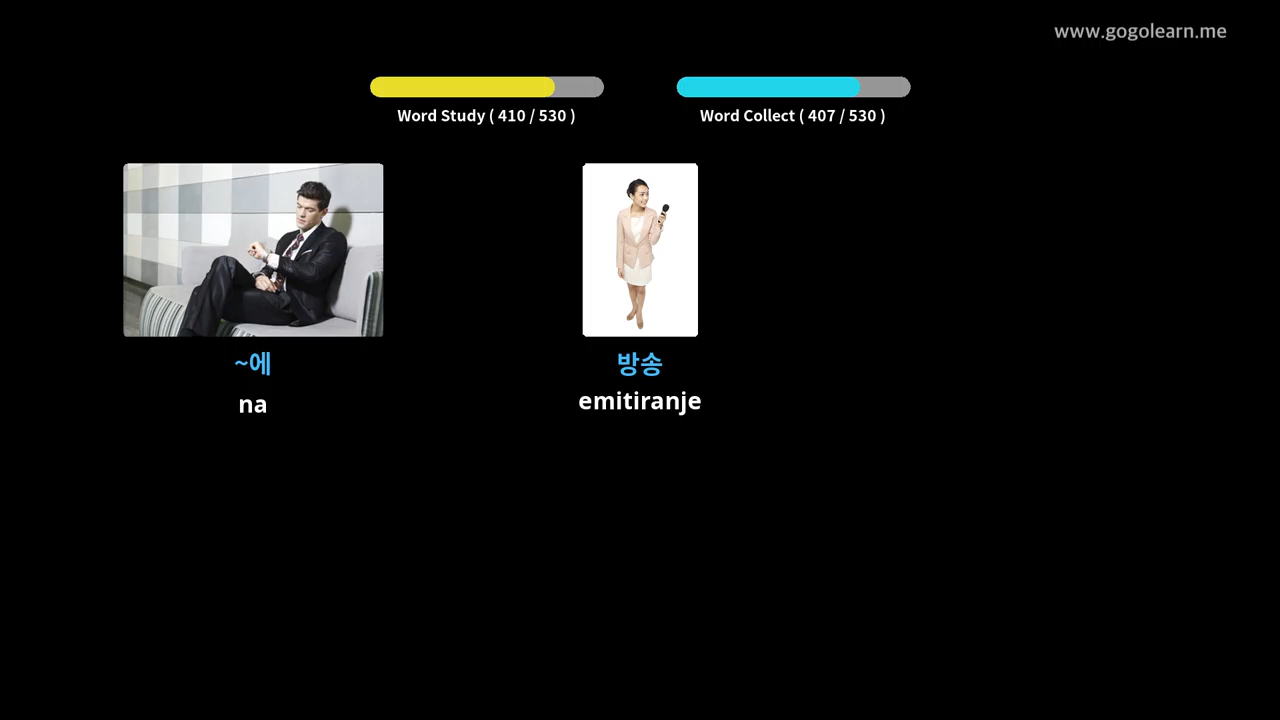 www.gogolearn.me
Word Study ( 410 / 530 )
Word Collect ( 407 / 530 )
~에
na
방송
emitiranje